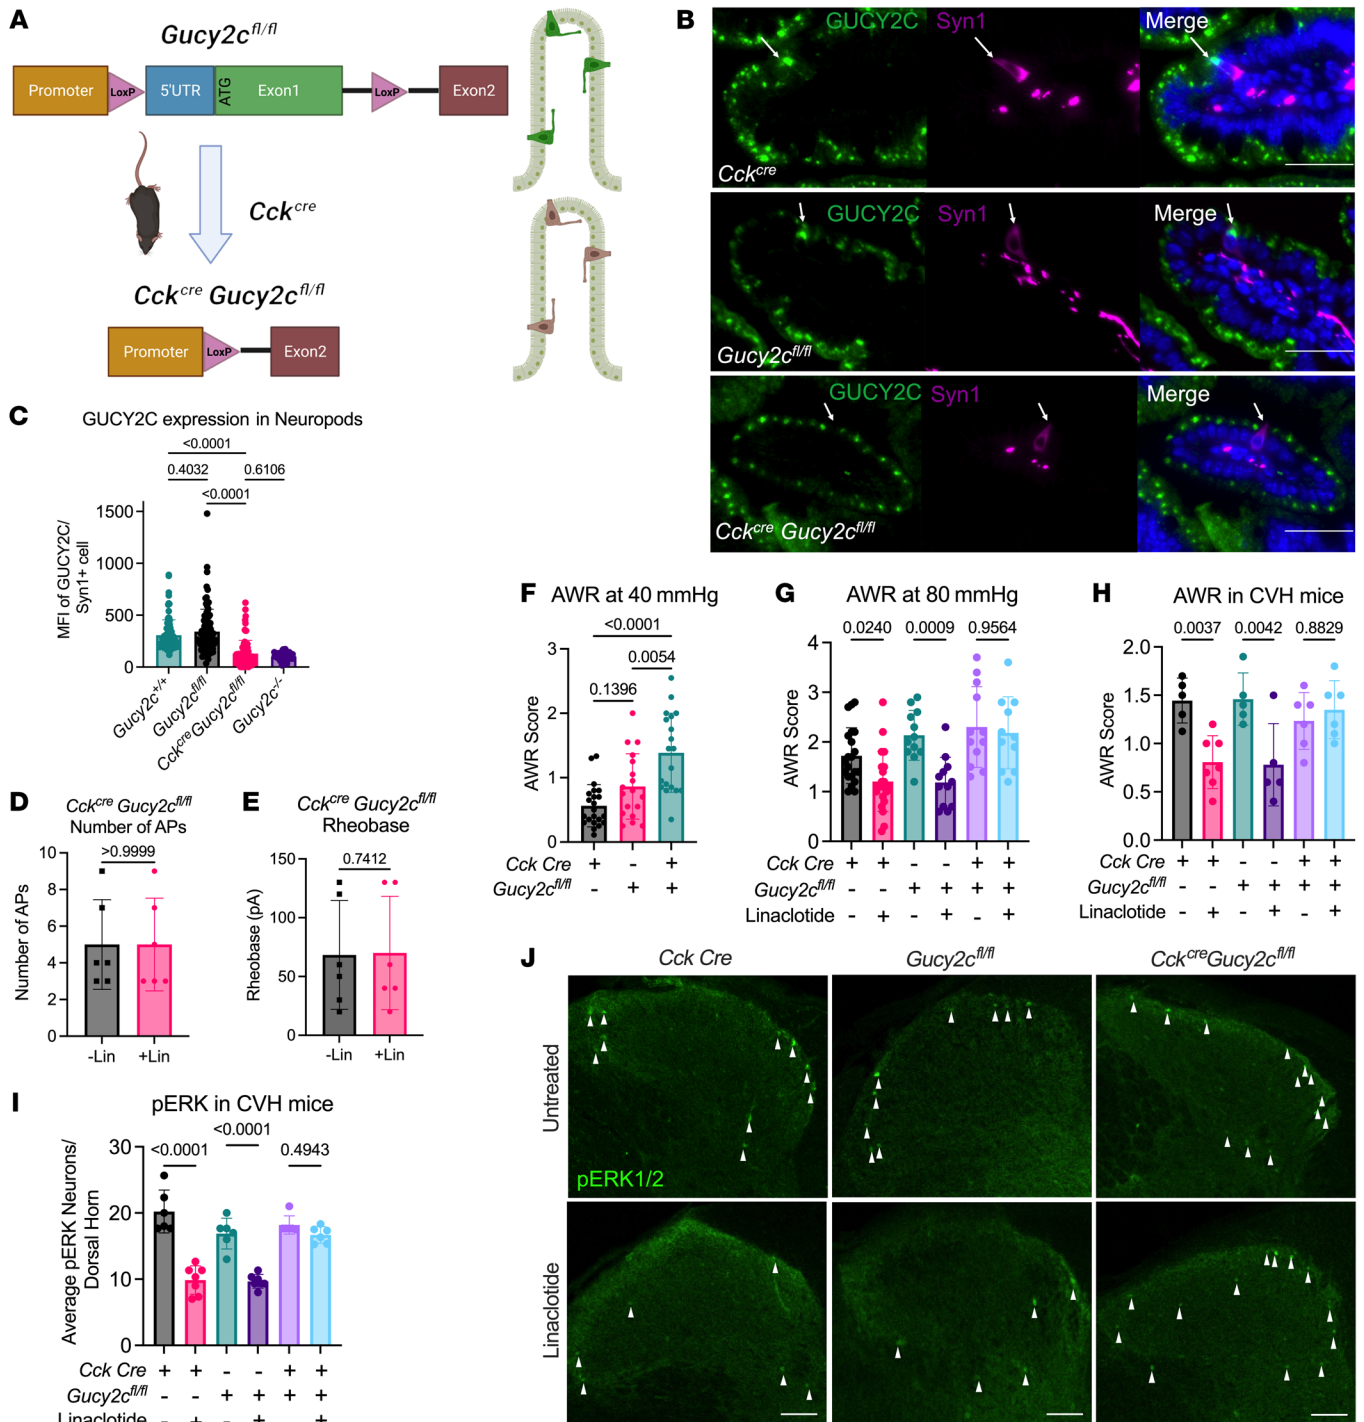 A
Gucy2c fl/fl
Promoter LoxP 5'UTR ATG Exon1 LoxP Exon2
Cck cre
Cck cre Gucy2c fl/fl
Promoter LoxP Exon2
B
GUCY2C Syn1 Merge
Cck cre
GUCY2C Syn1 Merge
Gucy2c fl/fl
GUCY2C Syn1 Merge
Cck cre Gucy2c fl/fl
C
GUCY2C expression in Neuropods
<0.0001
0.4032 0.6106
<0.0001
MFI of GUCY2C/
Syn1+ cell
1500
1000
500
0
Gucy2c+/+
Gucy2c fl/fl
Cck cre Gucy2c fl/fl
Gucy2c-/-
D
Cck cre Gucy2c fl/fl
Number of APs
>0.9999
Number of APs
10
8
6
4
2
0
-Lin +Lin
E
Cck cre Gucy2c fl/fl
Rheobase
0.7412
Rheobase (pA)
150
100
50
0
-Lin +Lin
F
AWR at 40 mmHg
<0.0001
0.0054
0.1396
AWR Score
3
2
1
0
Cck Cre + - +
Gucy2c fl/fl - + +
G
AWR at 80 mmHg
0.0240 0.0009 0.9564
AWR Score
4
3
2
1
0
Cck Cre + + - - + +
Gucy2c fl/fl - - + + + +
Linaclotide - + - + - +
H
AWR in CVH mice
0.0037 0.0042 0.8829
AWR Score
2.0
1.5
1.0
0.5
0.0
Cck Cre + + - - + +
Gucy2c fl/fl - - + + + +
Linaclotide - + - + - +
I
pERK in CVH mice
<0.0001 <0.0001 0.4943
Average pERK Neurons/
Dorsal Horn
30
20
10
0
Cck Cre + + - - + +
Gucy2c fl/fl - - + + + +
Linaclotide - + - + - +
J
Cck Cre Gucy2c fl/fl Cck cre Gucy2c fl/fl
Untreated
pERK1/2
Linaclotide